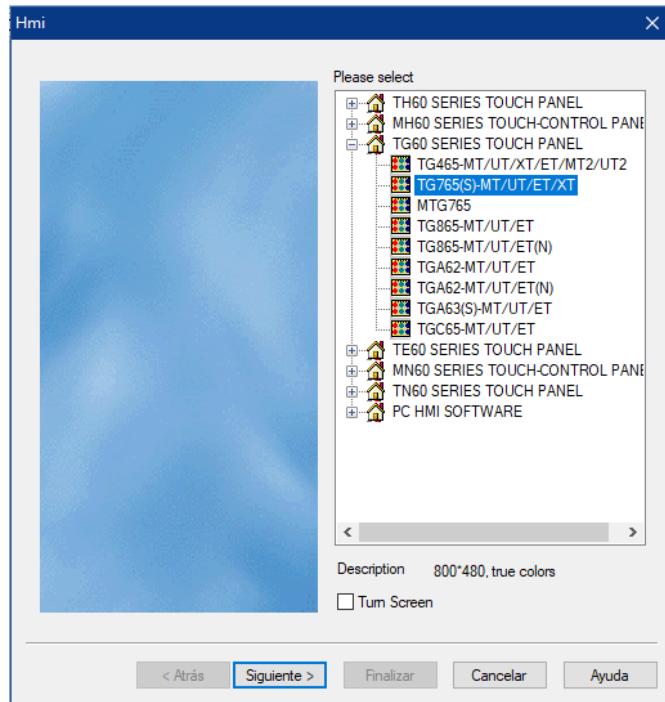 Hmi
Please select
TH60 SERIES TOUCH PANEL
MH60 SERIES TOUCH-CONTROL PANE
TG60 SERIES TOUCH PANEL
TG465-MT/UT/XT/ET/MT2/UT2
TG765(S)-MT/UT/ET/XT
MTG765
TG865-MT/UT/ET
TG865-MT/UT/ET(N)
TGA62-MT/UT/ET
TGA62-MT/UT/ET(N)
TGA63(S)-MT/UT/ET
TGC65-MT/UT/ET
TE60 SERIES TOUCH PANEL
MN60 SERIES TOUCH-CONTROL PANE
TN60 SERIES TOUCH PANEL
PC HMI SOFTWARE
Description 800*480, true colors
Turn Screen
< Atrás Siguiente > Finalizar Cancelar Ayuda